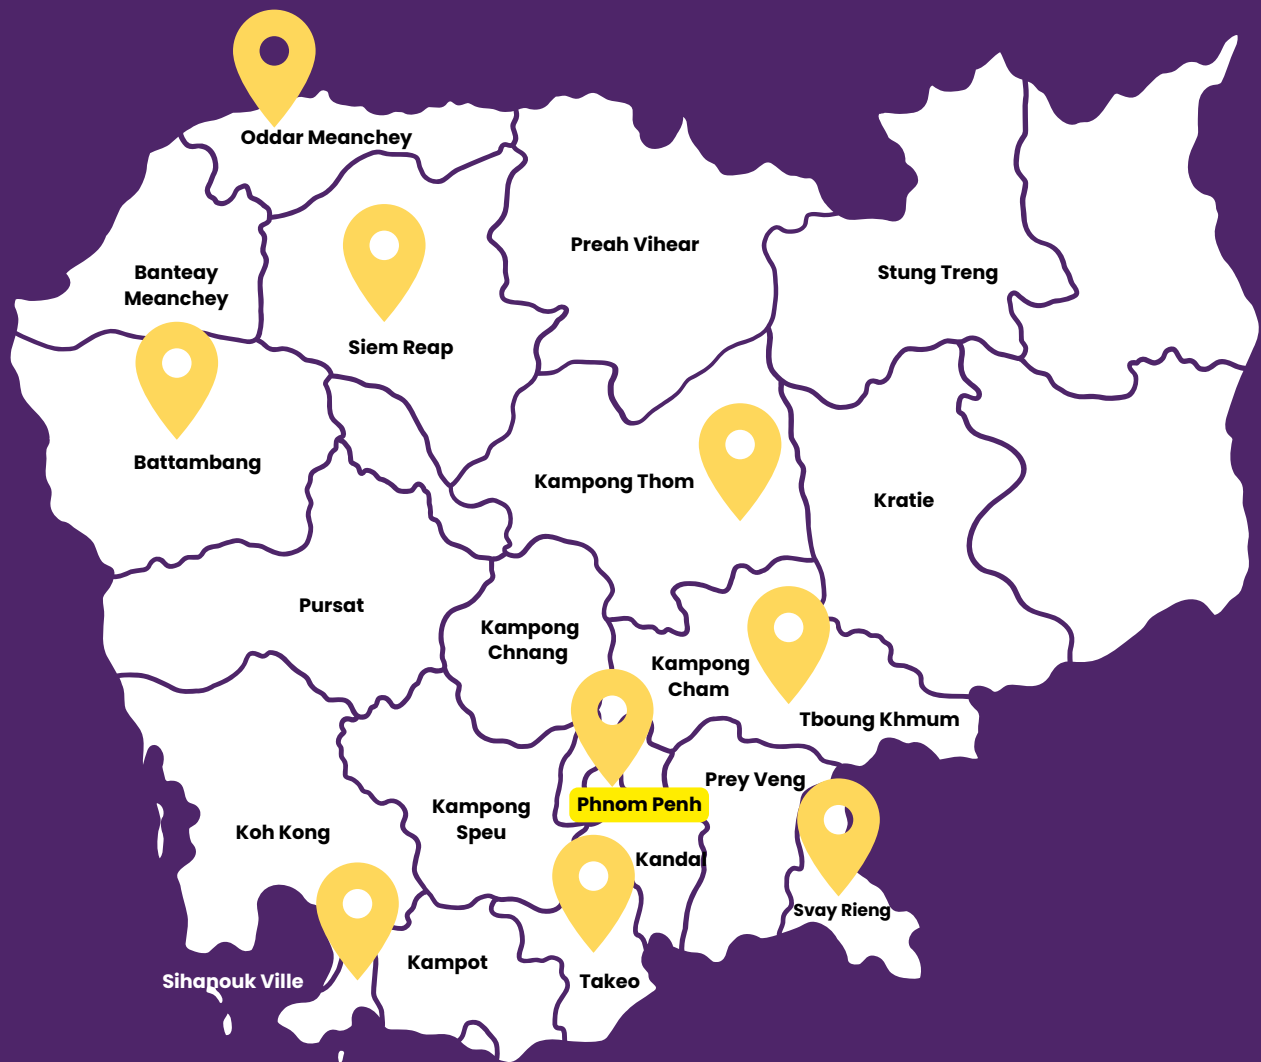 Oddar Meanchey
Preah Vihear
Banteay
Meanchey
Stung Treng
Siem Reap
Battambang
Kampong Thom
Kratie
Pursat
Kampong
Chnang
Kampong
Cham
Tboung Khmum
Prey Veng
Phnom Penh
Kampong
Speu
Koh Kong
Kandal
Svay Rieng
Kampot
Sihanouk Ville
Takeo